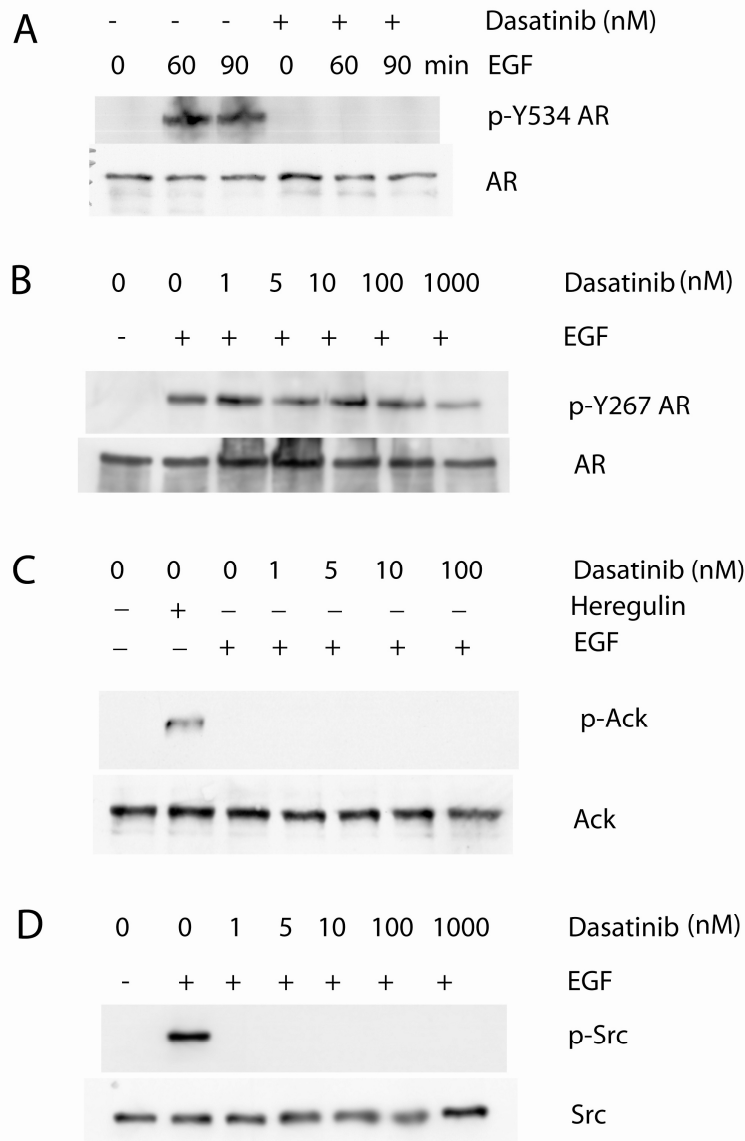 A - - - + + + Dasatinib (nM)
0 60 90 0 60 90 min EGF
p-Y534 AR
AR
B 0 0 1 5 10 100 1000 Dasatinib (nM)
- + + + + + + EGF
p-Y267 AR
AR
C 0 0 0 1 5 10 100 Dasatinib (nM)
– + – – – – – Heregulin
– – + + + + + EGF
p-Ack
Ack
D 0 0 1 5 10 100 1000 Dasatinib (nM)
- + + + + + + EGF
p-Src
Src